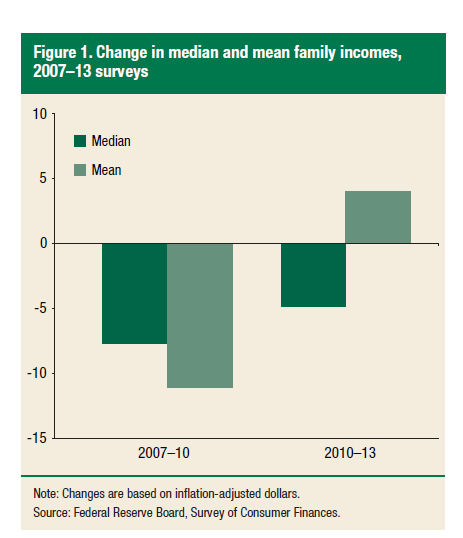 Figure 1. Change in median and mean family incomes,
2007–13 surveys
10
Median
Mean
5
0
-5
-10
-15
2007–10 2010–13
Note: Changes are based on inflation-adjusted dollars.
Source: Federal Reserve Board, Survey of Consumer Finances.